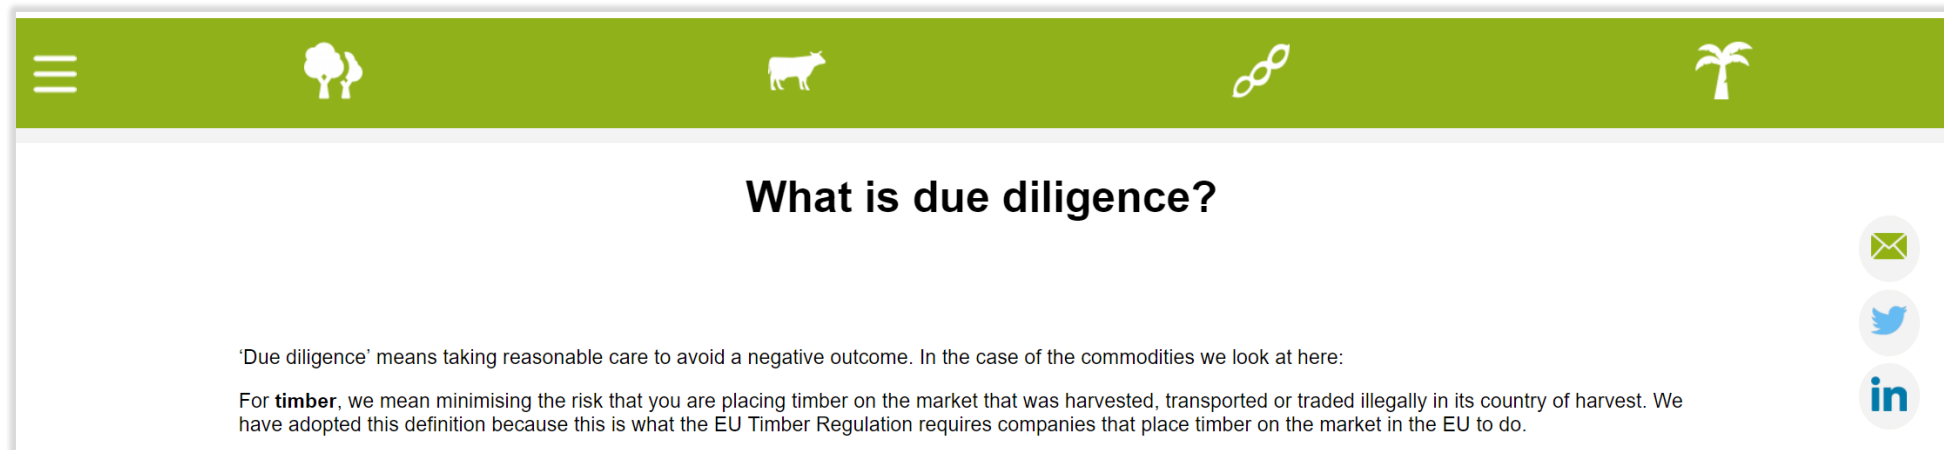 What is due diligence?
‘Due diligence’ means taking reasonable care to avoid a negative outcome. In the case of the commodities we look at here:
For timber, we mean minimising the risk that you are placing timber on the market that was harvested, transported or traded illegally in its country of harvest. We
have adopted this definition because this is what the EU Timber Regulation requires companies that place timber on the market in the EU to do.
in